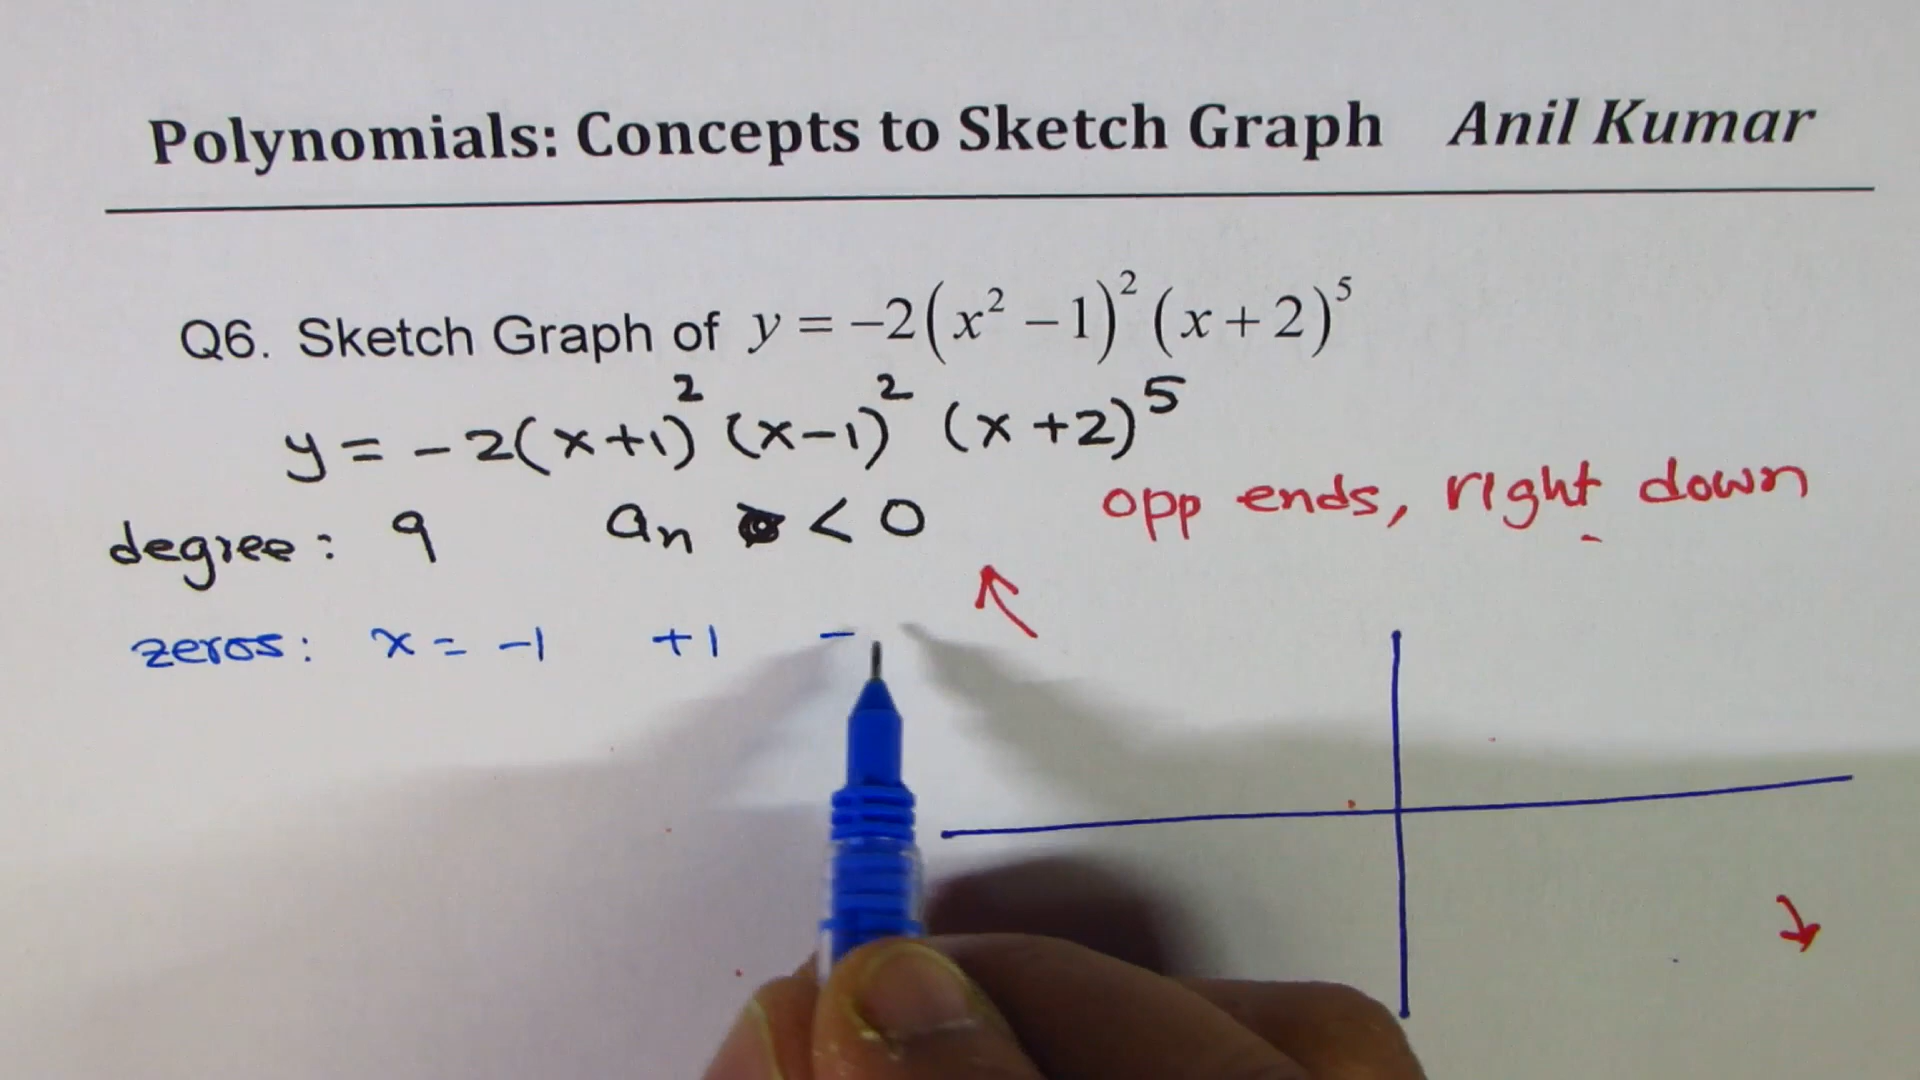 Polynomials: Concepts to Sketch Graph Anil Kumar
Q6. Sketch Graph of y = −2(x² − 1)² (x + 2)⁵
y = -2(x+1)² (x-1)² (x+2)⁵
opp ends, right down
degree: 9 aₙ < 0
zeros: x = -1 +1 -